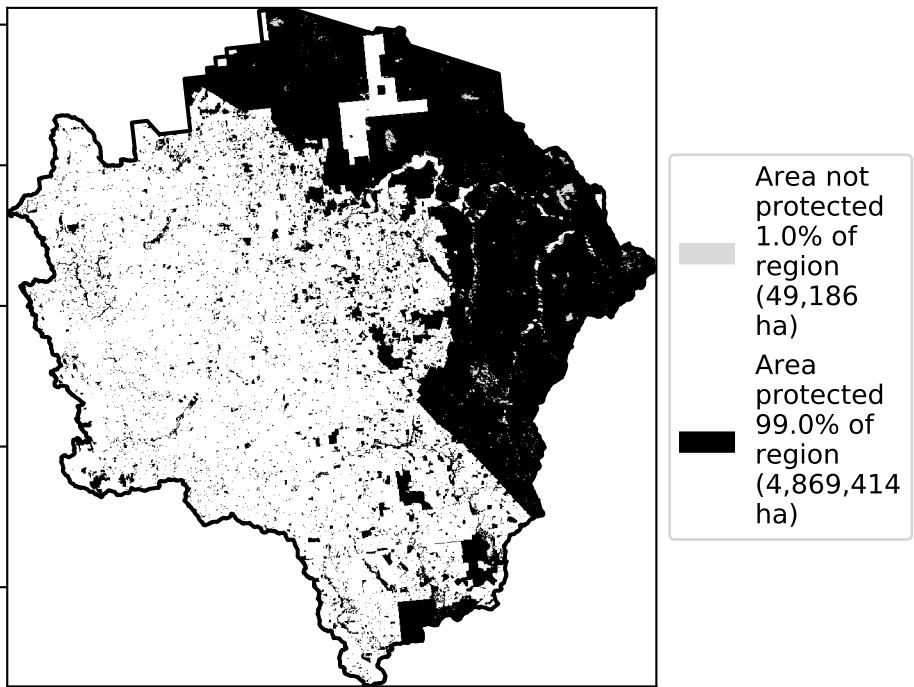 Area not
protected
1.0% of
region
(49,186
ha)
Area
protected
99.0% of
region
(4,869,414
ha)